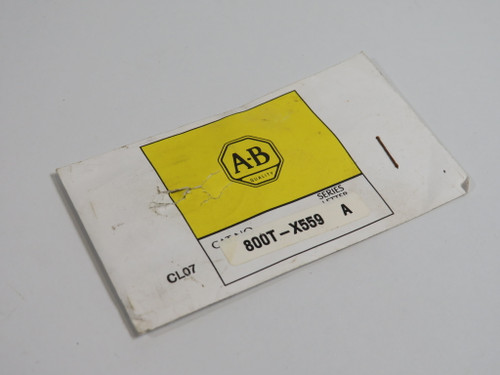 A-B
QUALITY
SERIES
LETTER
CAT. NO.
800T-X559 A
CL07